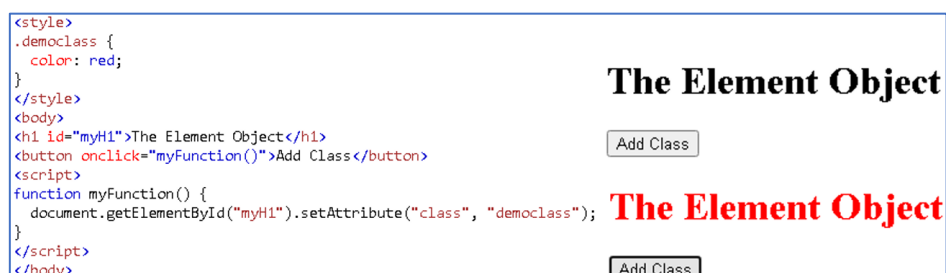 <style>
.democlass {
  color: red;
}
</style>
<body>
<h1 id="myH1">The Element Object</h1>
<button onclick="myFunction()">Add Class</button>
<script>
function myFunction() {
  document.getElementById("myH1").setAttribute("class", "democlass");
}
</script>
</body>
The Element Object
Add Class
The Element Object
Add Class